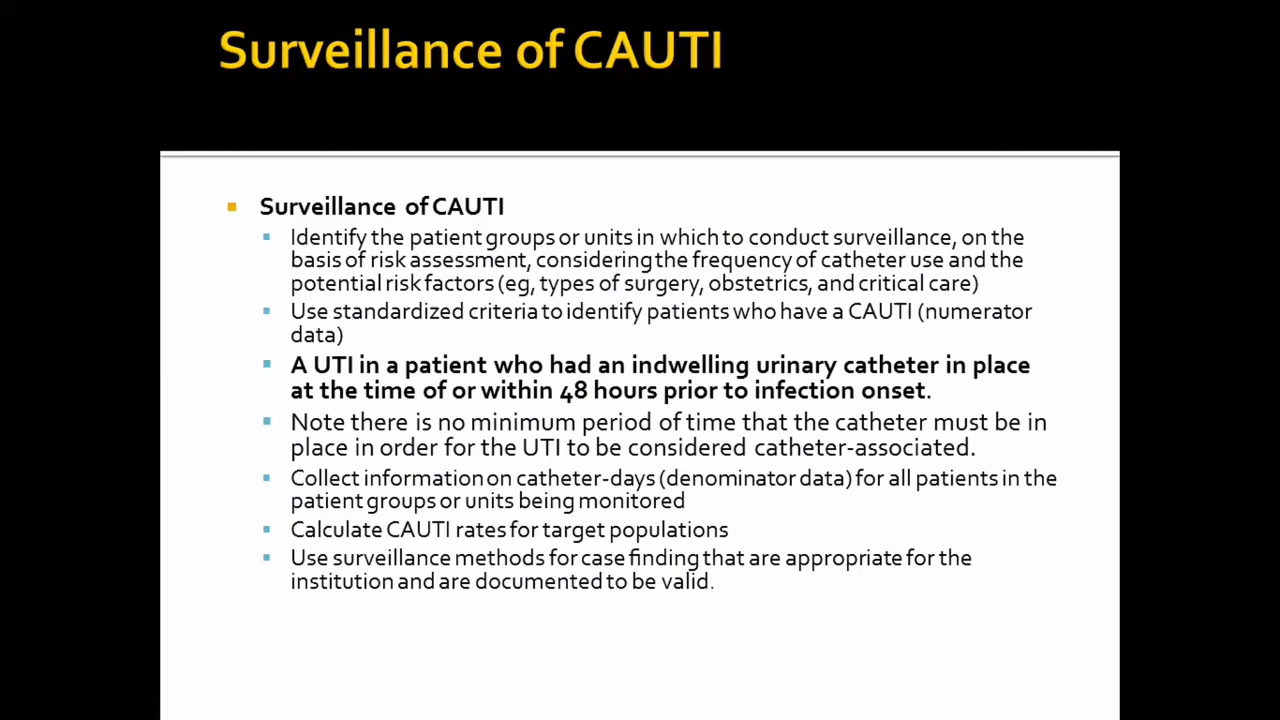 Surveillance of CAUTI
Surveillance of CAUTI
Identify the patient groups or units in which to conduct surveillance, on the
basis of risk assessment, considering the frequency of catheter use and the
potential risk factors (eg, types of surgery, obstetrics, and critical care)
Use standardized criteria to identify patients who have a CAUTI (numerator
data)
A UTI in a patient who had an indwelling urinary catheter in place
at the time of or within 48 hours prior to infection onset.
Note there is no minimum period of time that the catheter must be in
place in order for the UTI to be considered catheter-associated.
Collect information on catheter-days (denominator data) for all patients in the
patient groups or units being monitored
Calculate CAUTI rates for target populations
Use surveillance methods for case finding that are appropriate for the
institution and are documented to be valid.